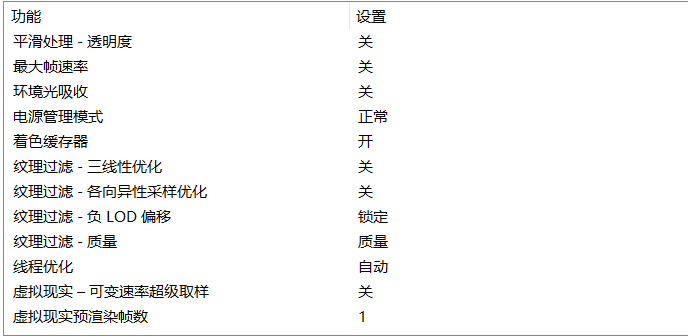 功能 设置
平滑处理 - 透明度 关
最大帧速率 关
环境光吸收 关
电源管理模式 正常
着色缓存器 开
纹理过滤 - 三线性优化 关
纹理过滤 - 各向异性采样优化 关
纹理过滤 - 负 LOD 偏移 锁定
纹理过滤 - 质量 质量
线程优化 自动
虚拟现实 – 可变速率超级取样 关
虚拟现实预渲染帧数 1